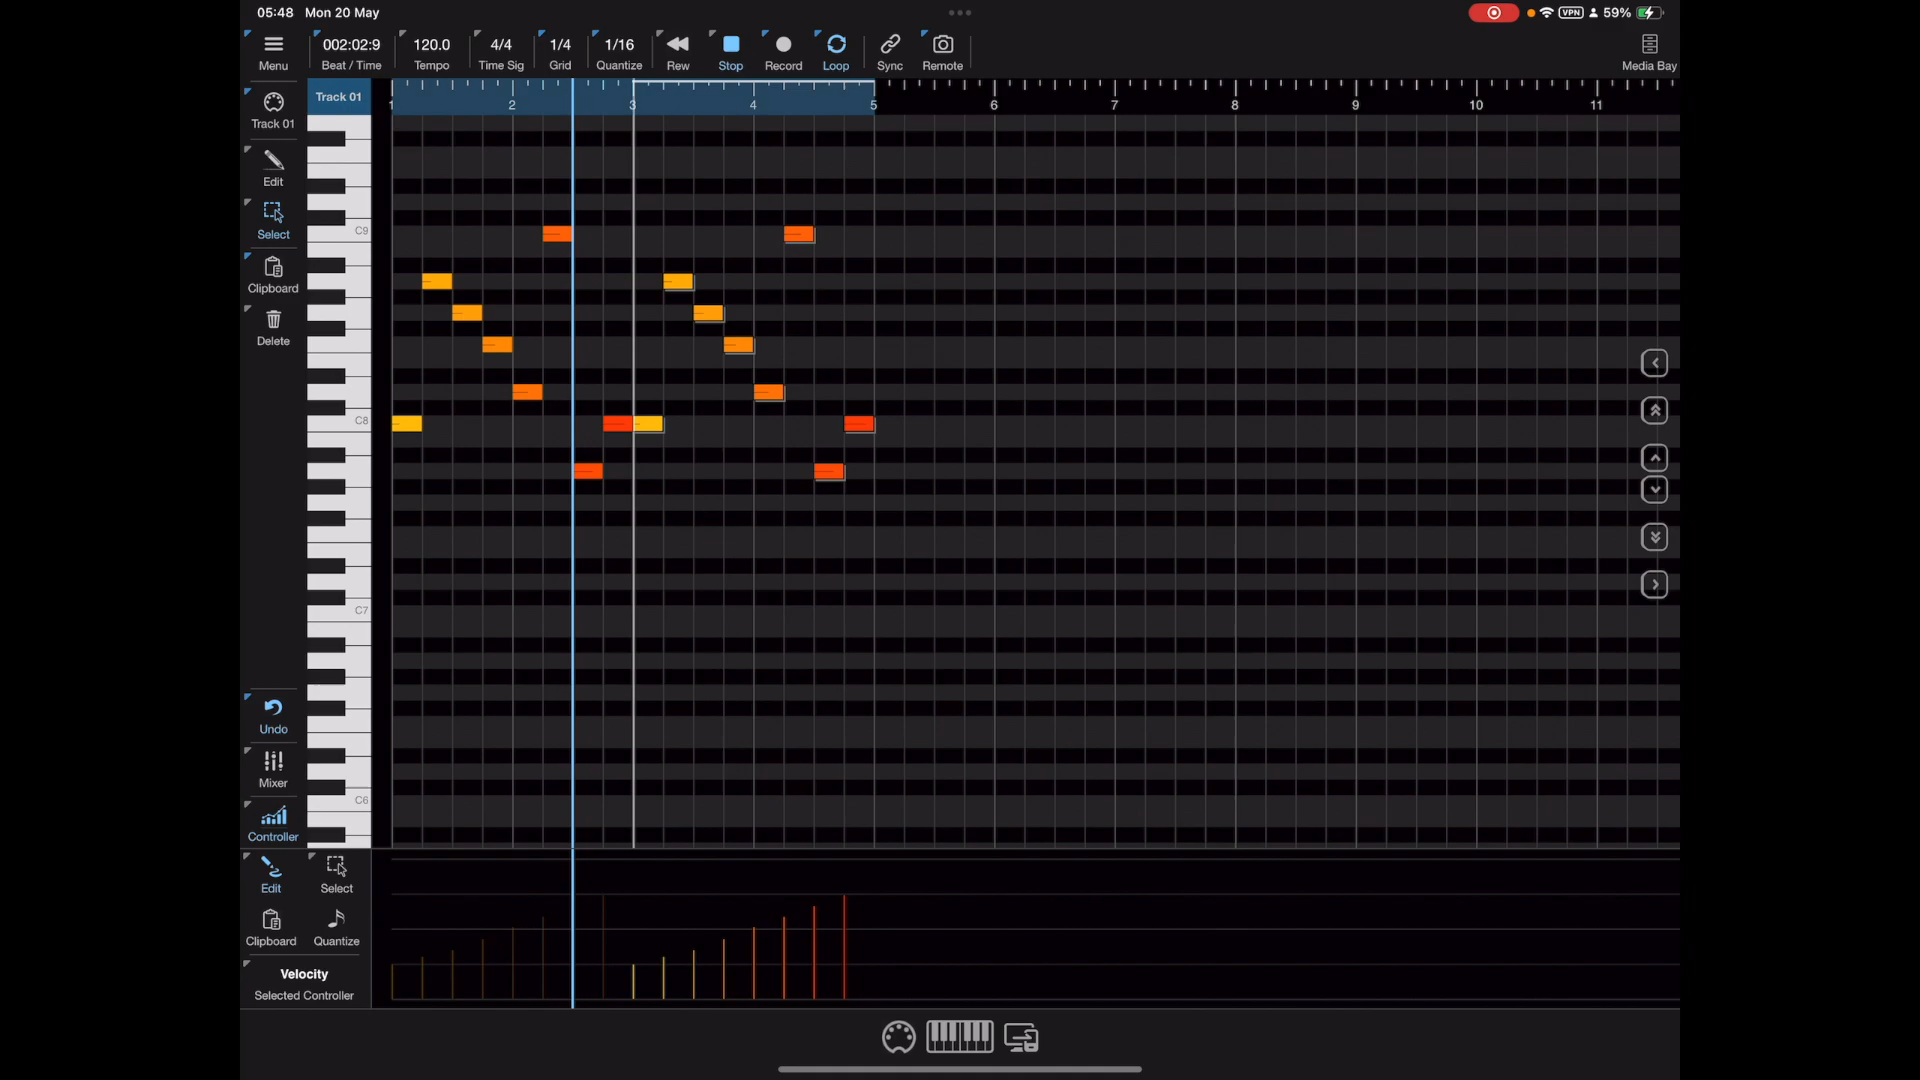 05:48 Mon 20 May
VPN 59%
002:02:9 120.0 4/4 1/4 1/16
Menu Beat / Time Tempo Time Sig Grid Quantize Rew Stop Record Loop Sync Remote Media Bay
Track 01
1 2 3 4 5 6 7 8 9 10 11
Track 01
Edit
Select
Clipboard
Delete
C9
C8
C7
C6
Undo
Mixer
Controller
Edit Select
Clipboard Quantize
Velocity
Selected Controller